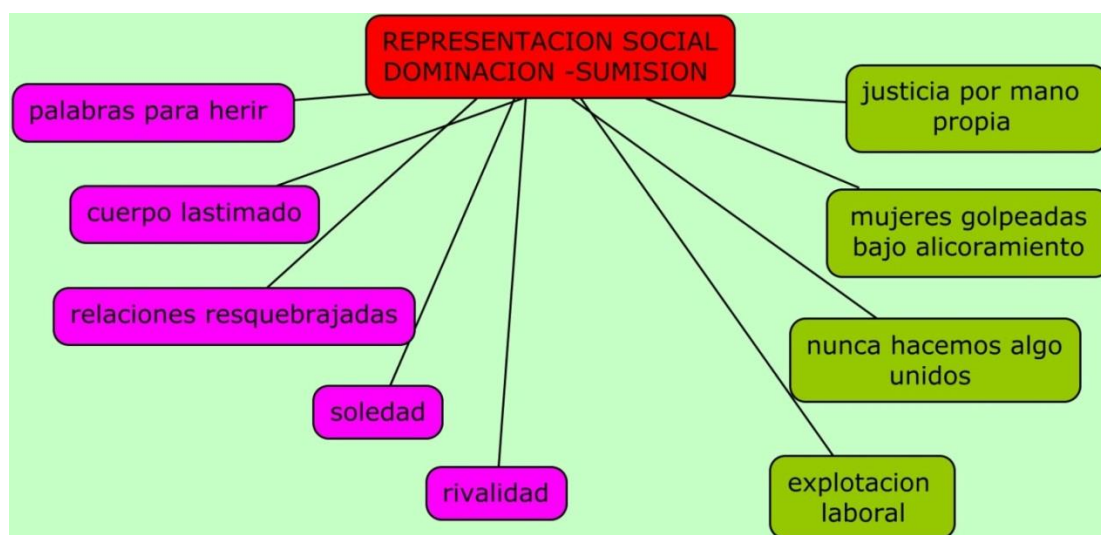 REPRESENTACION SOCIAL
DOMINACION -SUMISION
palabras para herir
cuerpo lastimado
relaciones resquebrajadas
soledad
rivalidad
justicia por mano
propia
mujeres golpeadas
bajo alicoramiento
nunca hacemos algo
unidos
explotacion
laboral